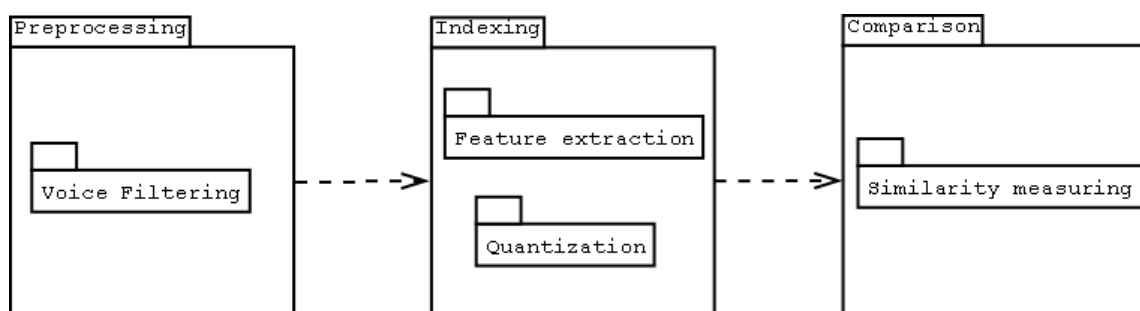 Preprocessing
Voice Filtering
Indexing
Feature extraction
Quantization
Comparison
Similarity measuring